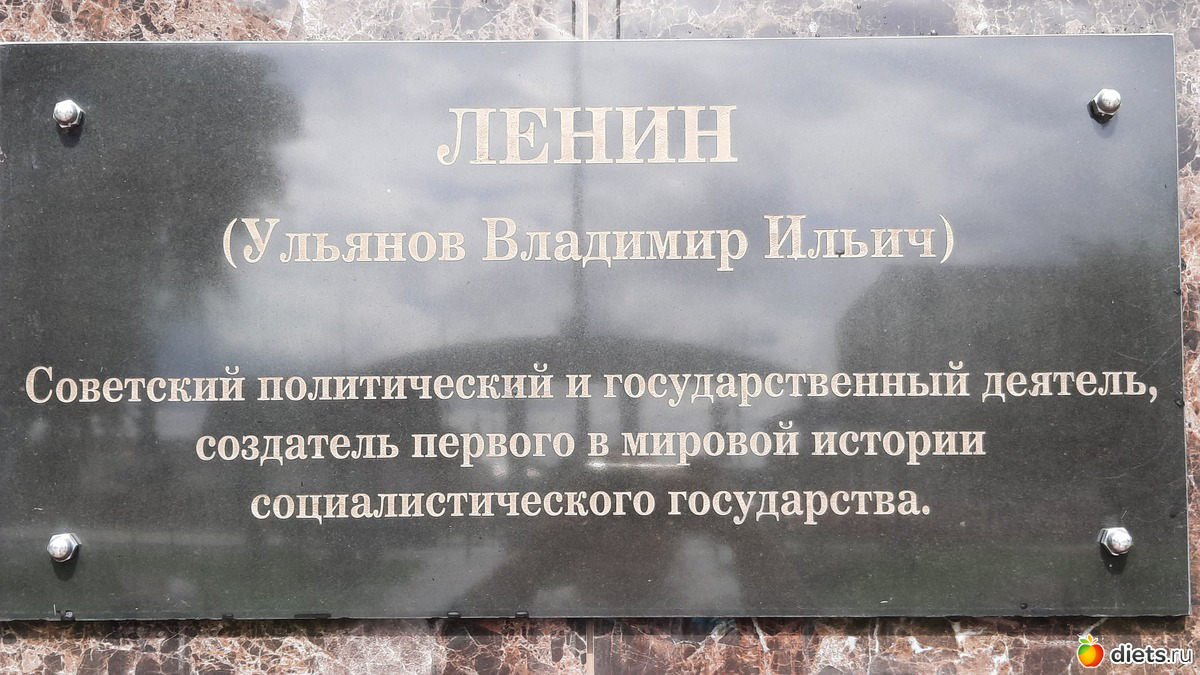 ЛЕНИН
(Ульянов Владимир Ильич)
Советский политический и государственный деятель,
создатель первого в мировой истории
социалистического государства.
diets.ru